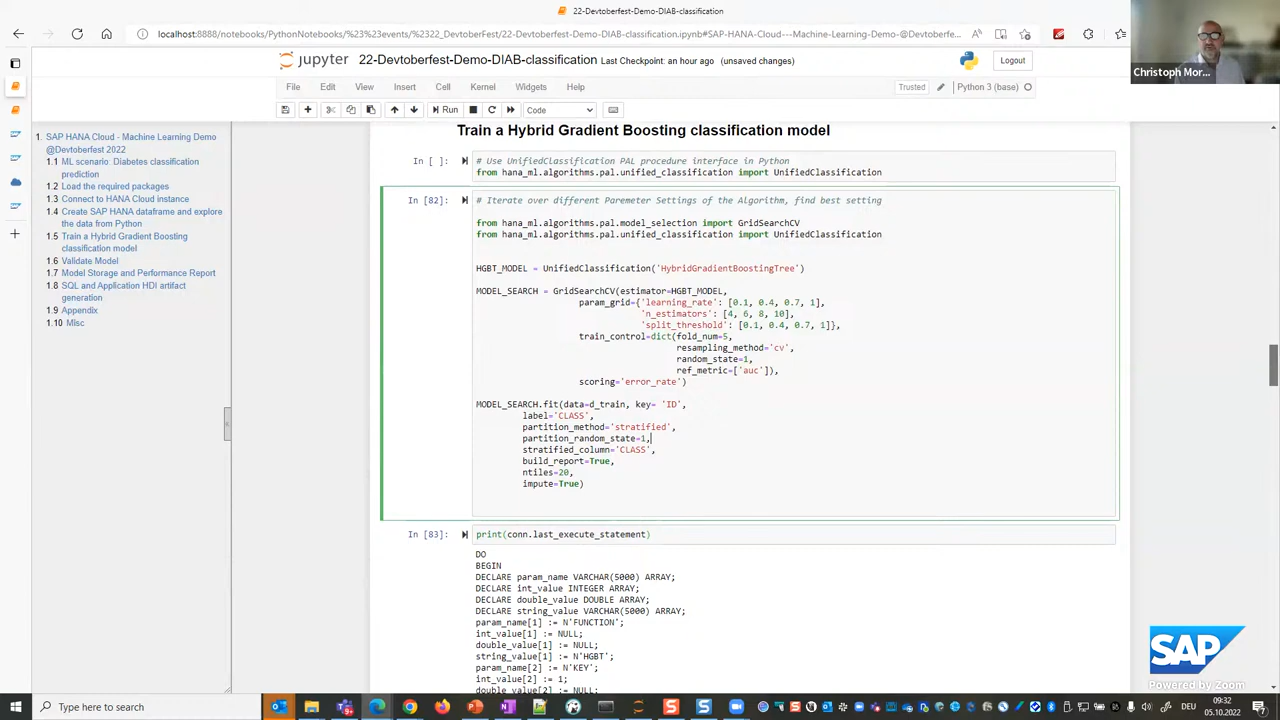 22-Devtoberfest-Demo-DIAB-classification
localhost:8888/notebooks/PythonNotebooks/%23%23events/%2322_DevtoberFest/22-Devtoberfest-Demo-DIAB-classification.ipynb#SAP-HANA-Cloud---Machine-Learning-Demo-@Devtoberfe...
Christoph Mor...
jupyter 22-Devtoberfest-Demo-DIAB-classification Last Checkpoint: an hour ago (unsaved changes)
Logout
File Edit View Insert Cell Kernel Widgets Help
Trusted Python 3 (base)
Run Code
1. SAP HANA Cloud - Machine Learning Demo
@Devtoberfest 2022
1.1 ML scenario: Diabetes classification
prediction
1.2 Load the required packages
1.3 Connect to HANA Cloud instance
1.4 Create SAP HANA dataframe and explore
the data from Python
1.5 Train a Hybrid Gradient Boosting
classification model
1.6 Validate Model
1.7 Model Storage and Performance Report
1.8 SQL and Application HDI artifact
generation
1.9 Appendix
1.10 Misc
Train a Hybrid Gradient Boosting classification model
In [ ]:
# Use UnifiedClassification PAL procedure interface in Python
from hana_ml.algorithms.pal.unified_classification import UnifiedClassification
In [82]:
# Iterate over different Paremeter Settings of the Algorithm, find best setting
from hana_ml.algorithms.pal.model_selection import GridSearchCV
from hana_ml.algorithms.pal.unified_classification import UnifiedClassification
HGBT_MODEL = UnifiedClassification('HybridGradientBoostingTree')
MODEL_SEARCH = GridSearchCV(estimator=HGBT_MODEL,
param_grid={'learning_rate': [0.1, 0.4, 0.7, 1],
'n_estimators': [4, 6, 8, 10],
'split_threshold': [0.1, 0.4, 0.7, 1]},
train_control=dict(fold_num=5,
resampling_method='cv',
random_state=1,
ref_metric=['auc']),
scoring='error_rate')
MODEL_SEARCH.fit(data=d_train, key= 'ID',
label='CLASS',
partition_method='stratified',
partition_random_state=1,
stratified_column='CLASS',
build_report=True,
ntiles=20,
impute=True)
In [83]:
print(conn.last_execute_statement)
DO
BEGIN
DECLARE param_name VARCHAR(5000) ARRAY;
DECLARE int_value INTEGER ARRAY;
DECLARE double_value DOUBLE ARRAY;
DECLARE string_value VARCHAR(5000) ARRAY;
param_name[1] := N'FUNCTION';
int_value[1] := NULL;
double_value[1] := NULL;
string_value[1] := N'HGBT';
param_name[2] := N'KEY';
int_value[2] := 1;
double_value[2] := NULL;
SAP
Powered by Zoom
Type here to search
DEU
09:32
05.10.2022